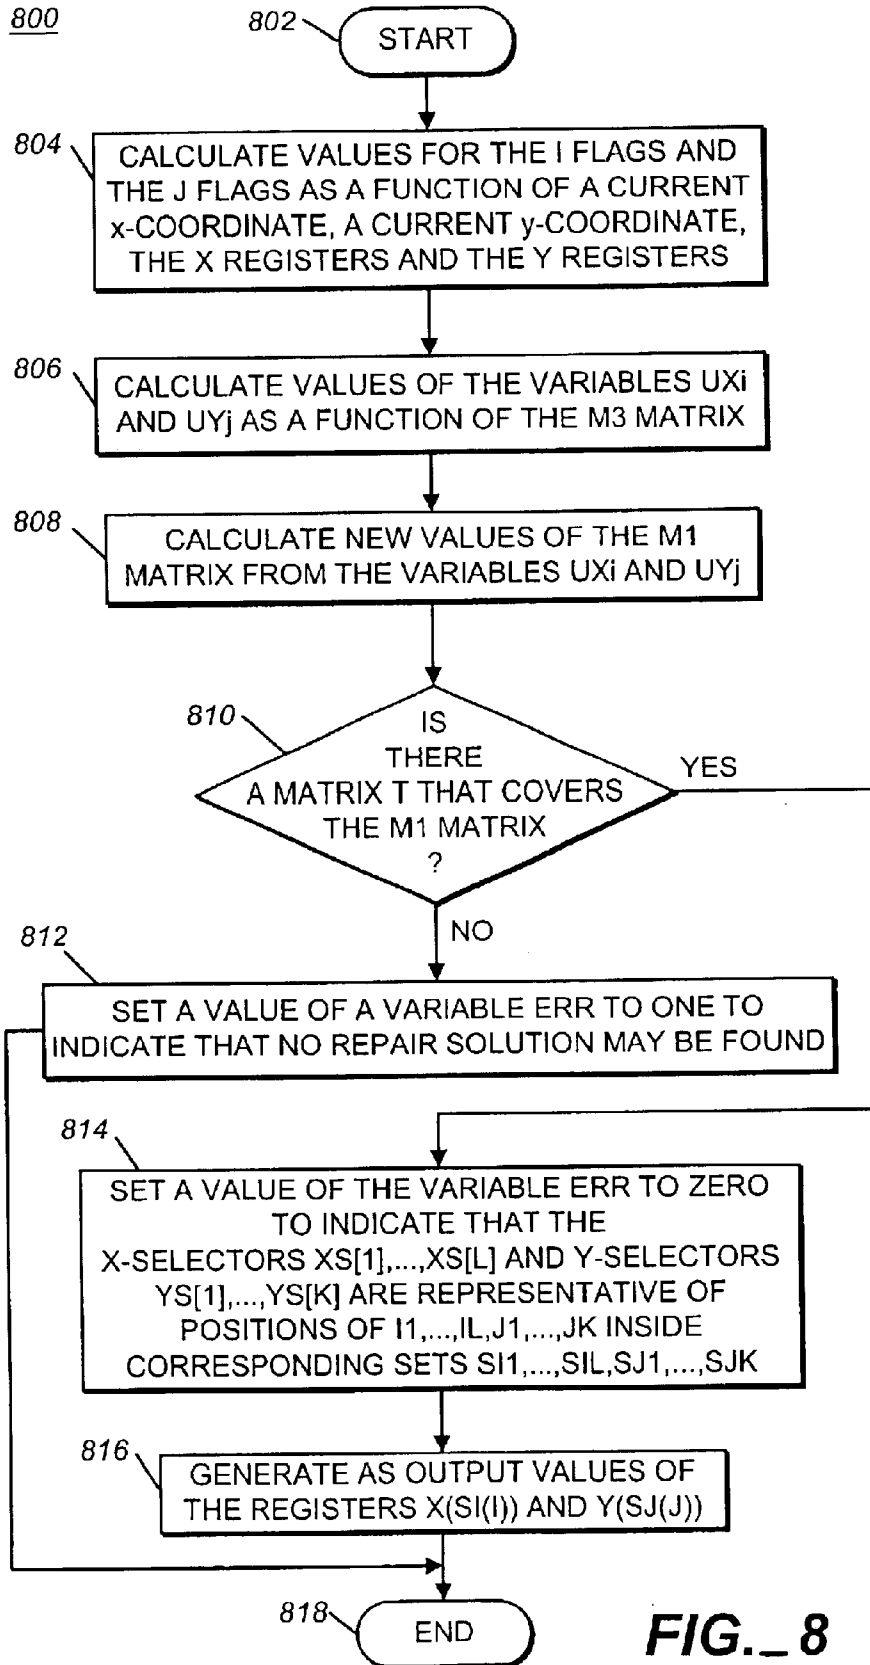 800
802
START
804
CALCULATE VALUES FOR THE I FLAGS AND
THE J FLAGS AS A FUNCTION OF A CURRENT
x-COORDINATE, A CURRENT y-COORDINATE,
THE X REGISTERS AND THE Y REGISTERS
806
CALCULATE VALUES OF THE VARIABLES UXi
AND UYj AS A FUNCTION OF THE M3 MATRIX
808
CALCULATE NEW VALUES OF THE M1
MATRIX FROM THE VARIABLES UXi AND UYj
810
IS
THERE
A MATRIX T THAT COVERS
THE M1 MATRIX
?
YES
NO
812
SET A VALUE OF A VARIABLE ERR TO ONE TO
INDICATE THAT NO REPAIR SOLUTION MAY BE FOUND
814
SET A VALUE OF THE VARIABLE ERR TO ZERO
TO INDICATE THAT THE
X-SELECTORS XS[1],...,XS[L] AND Y-SELECTORS
YS[1],...,YS[K] ARE REPRESENTATIVE OF
POSITIONS OF I1,...,IL,J1,...,JK INSIDE
CORRESPONDING SETS SI1,...,SIL,SJ1,...,SJK
816
GENERATE AS OUTPUT VALUES OF
THE REGISTERS X(SI(I)) AND Y(SJ(J))
818
END
FIG._8